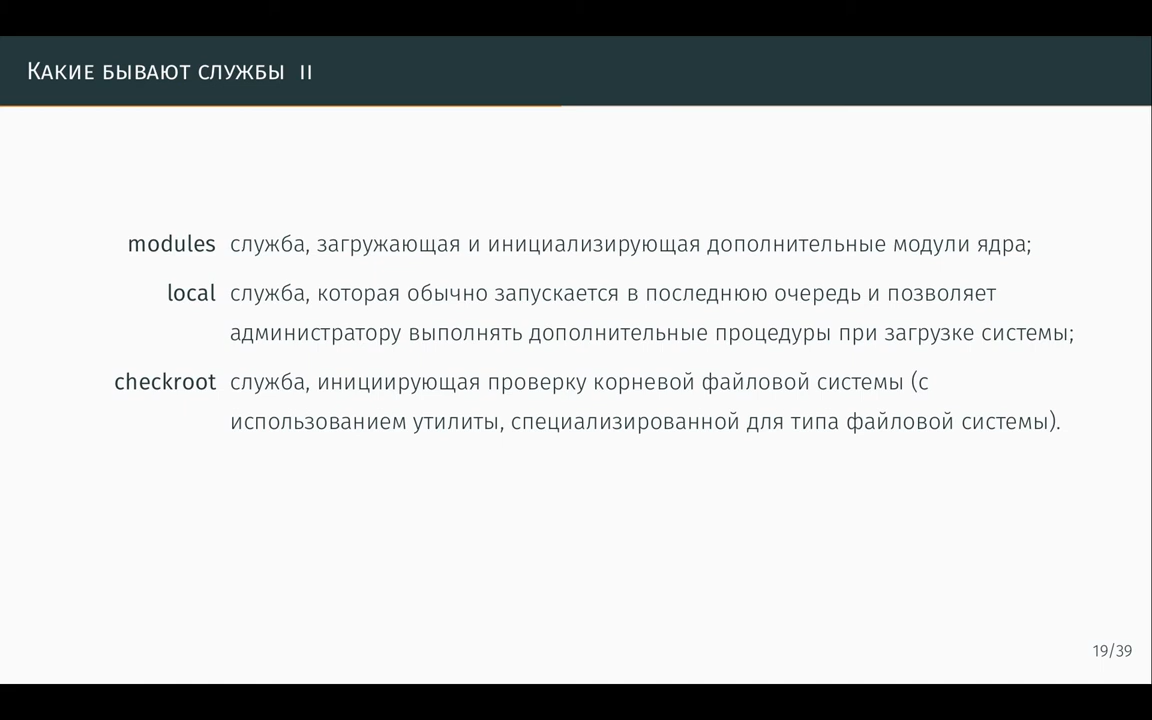 Какие бывают службы II
modules служба, загружающая и инициализирующая дополнительные модули ядра;
local служба, которая обычно запускается в последнюю очередь и позволяет
администратору выполнять дополнительные процедуры при загрузке системы;
checkroot служба, инициирующая проверку корневой файловой системы (с
использованием утилиты, специализированной для типа файловой системы).
19/39